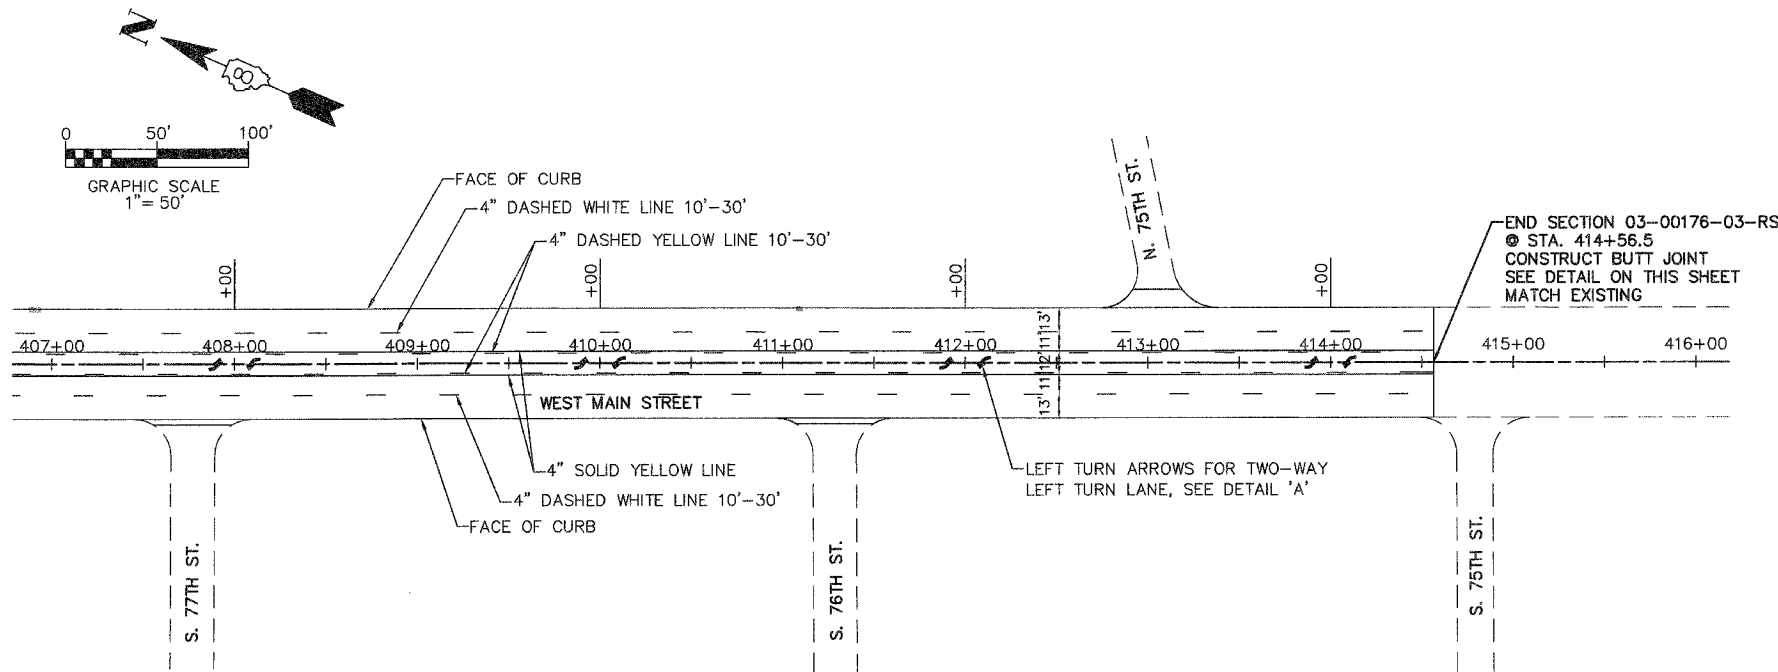 N
8
0 50' 100'
GRAPHIC SCALE
1"= 50'
FACE OF CURB
4" DASHED WHITE LINE 10'-30'
4" DASHED YELLOW LINE 10'-30'
N. 75TH ST.
END SECTION 03-00176-03-RS
@ STA. 414+56.5
CONSTRUCT BUTT JOINT
SEE DETAIL ON THIS SHEET
MATCH EXISTING
+00 +00 +00 +00
407+00 408+00 409+00 410+00 411+00 412+00 413+00 414+00 415+00 416+00
13' 11' 12' 11' 13'
WEST MAIN STREET
4" SOLID YELLOW LINE
4" DASHED WHITE LINE 10'-30'
FACE OF CURB
LEFT TURN ARROWS FOR TWO-WAY
LEFT TURN LANE, SEE DETAIL 'A'
S. 77TH ST.
S. 76TH ST.
S. 75TH ST.